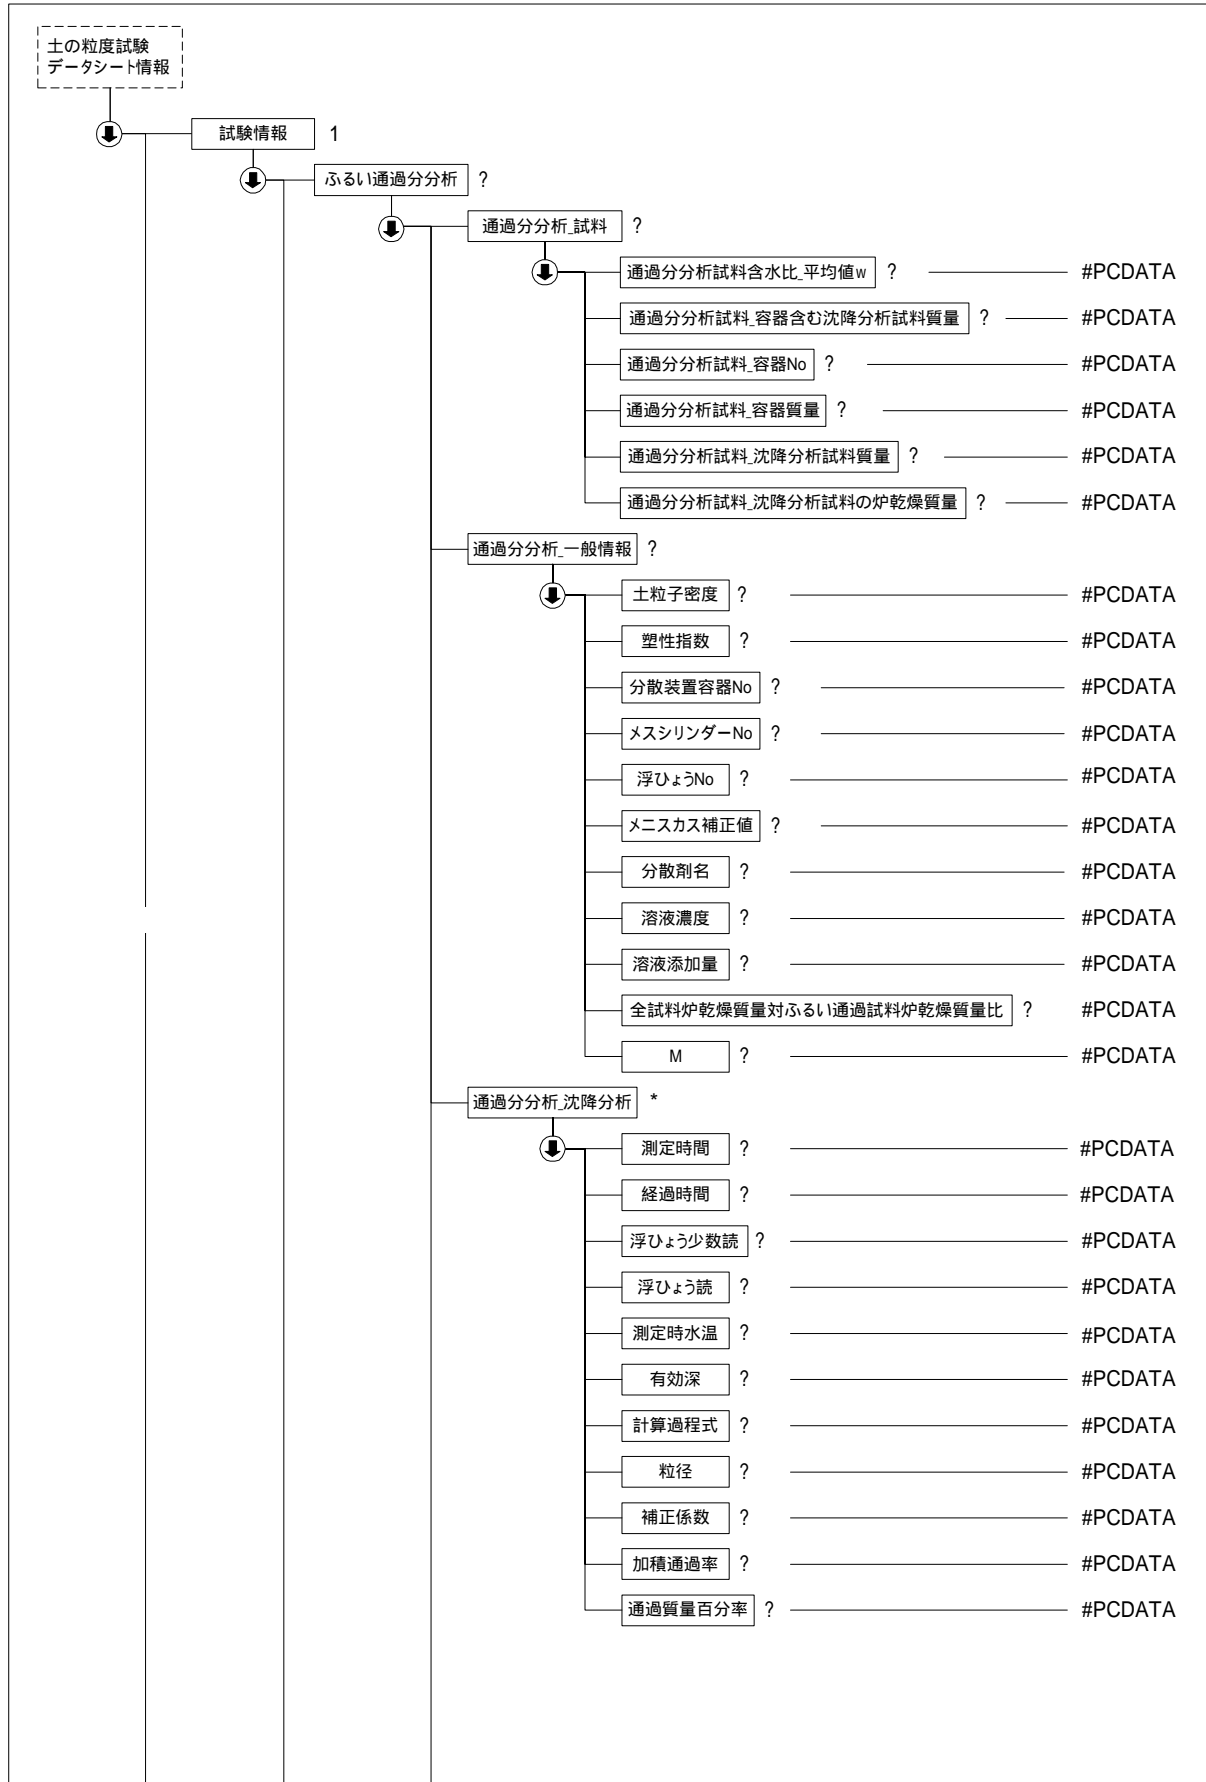 土の粒度試験
データシート情報
試験情報 1
ふるい通過分分析 ?
通過分分析_試料 ?
通過分分析試料含水比_平均値w ? #PCDATA
通過分分析試料_容器含む沈降分析試料質量 ? #PCDATA
通過分分析試料_容器No ? #PCDATA
通過分分析試料_容器質量 ? #PCDATA
通過分分析試料_沈降分析試料質量 ? #PCDATA
通過分分析試料_沈降分析試料の炉乾燥質量 ? #PCDATA
通過分分析_一般情報 ?
土粒子密度 ? #PCDATA
塑性指数 ? #PCDATA
分散装置容器No ? #PCDATA
メスシリンダーNo ? #PCDATA
浮ひょうNo ? #PCDATA
メニスカス補正値 ? #PCDATA
分散剤名 ? #PCDATA
溶液濃度 ? #PCDATA
溶液添加量 ? #PCDATA
全試料炉乾燥質量対ふるい通過試料炉乾燥質量比 ? #PCDATA
M ? #PCDATA
通過分分析_沈降分析 *
測定時間 ? #PCDATA
経過時間 ? #PCDATA
浮ひょう少数読 ? #PCDATA
浮ひょう読 ? #PCDATA
測定時水温 ? #PCDATA
有効深 ? #PCDATA
計算過程式 ? #PCDATA
粒径 ? #PCDATA
補正係数 ? #PCDATA
加積通過率 ? #PCDATA
通過質量百分率 ? #PCDATA